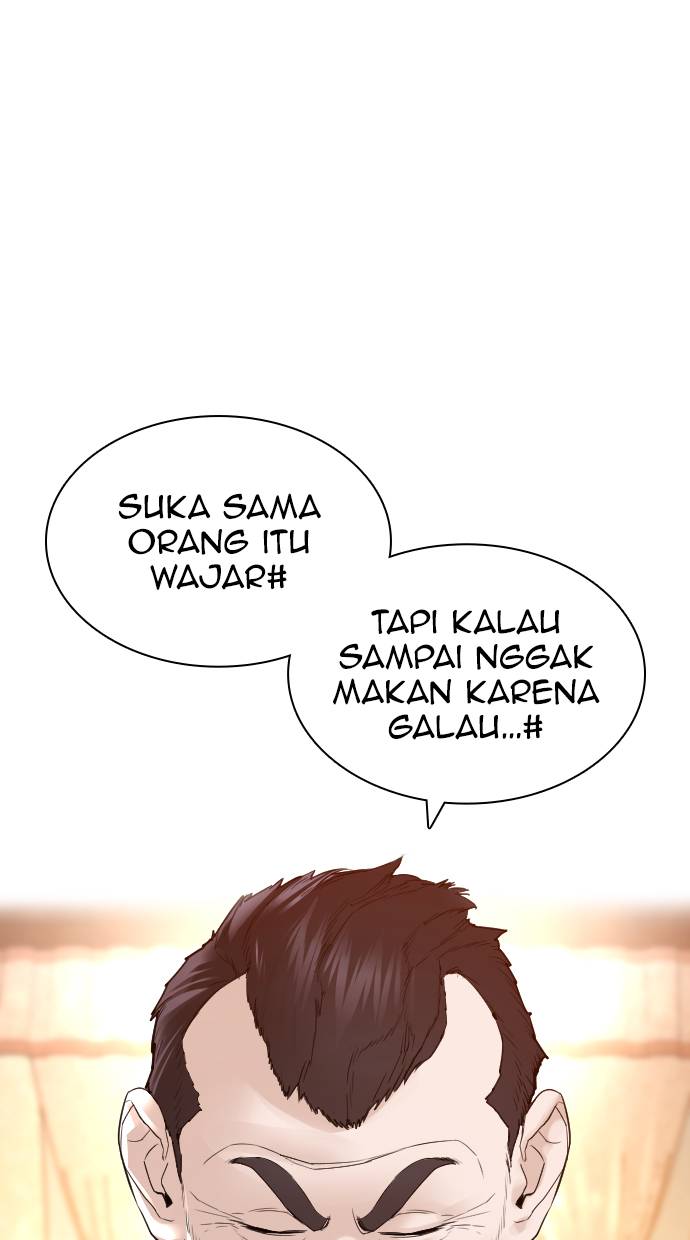 SUKA SAMA
ORANG ITU
WAJAR#
TAPI KALAU
SAMPAI NGGAK
MAKAN KARENA
GALAU...#